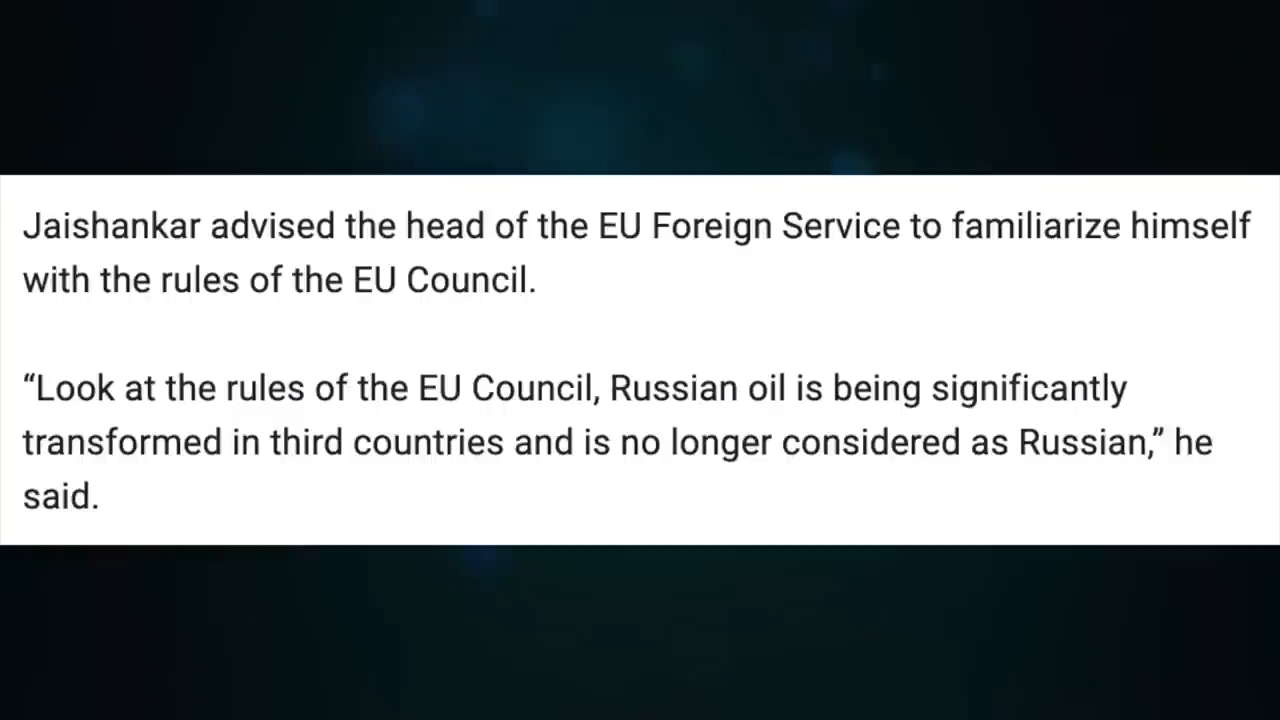 Jaishankar advised the head of the EU Foreign Service to familiarize himself
with the rules of the EU Council.
“Look at the rules of the EU Council, Russian oil is being significantly
transformed in third countries and is no longer considered as Russian,” he
said.